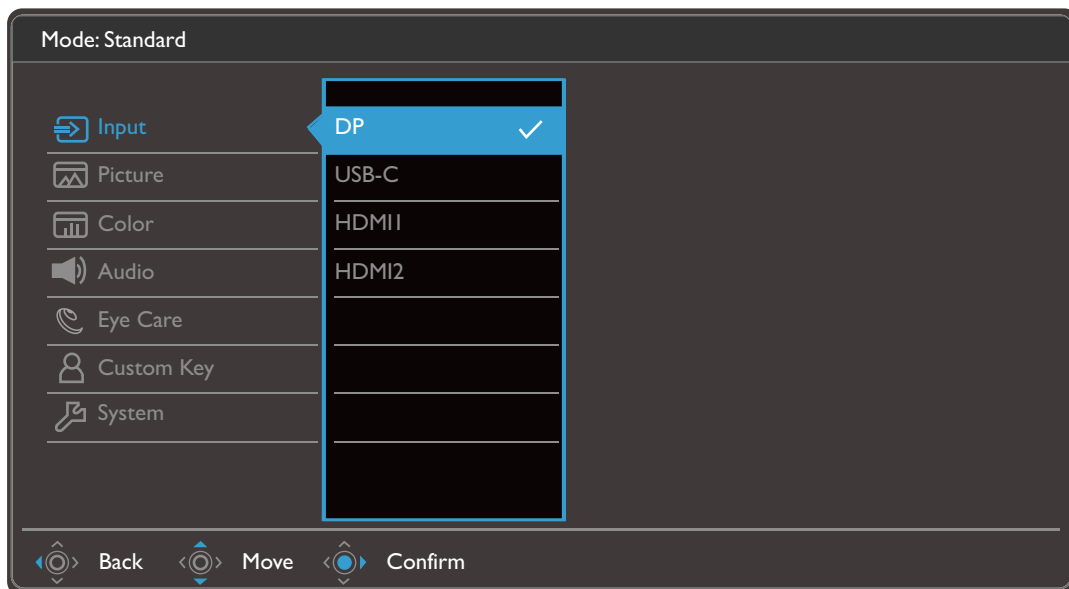 Mode: Standard
Input
DP
Picture
USB-C
Color
HDMI1
Audio
HDMI2
Eye Care
Custom Key
System
Back Move Confirm